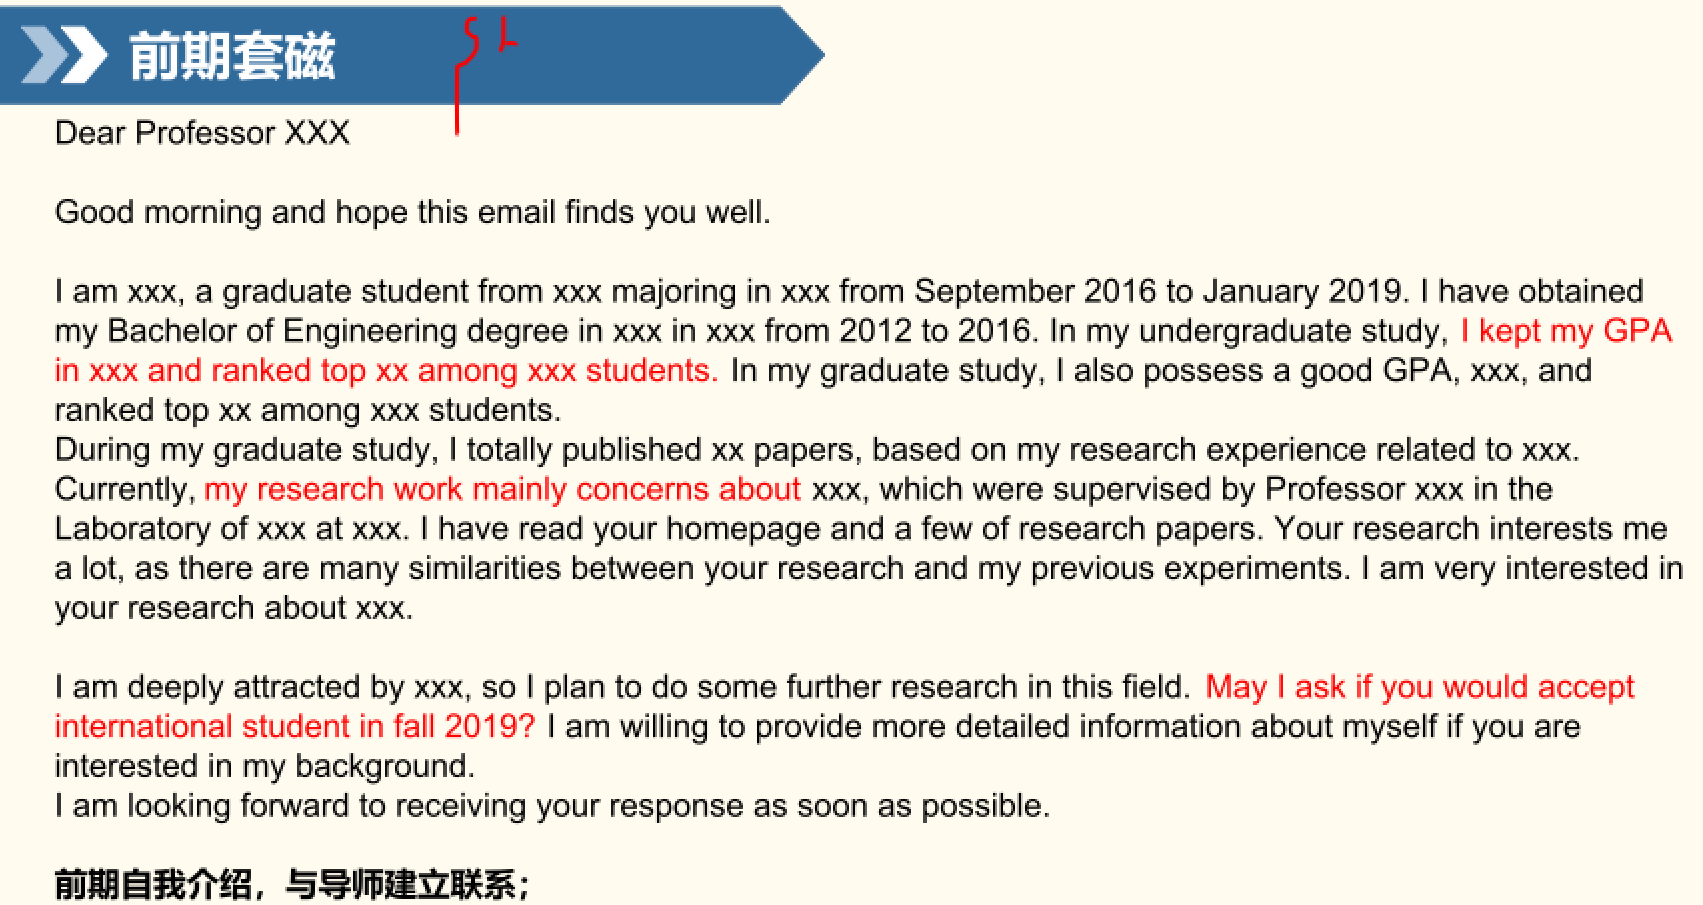 前期套磁
Dear Professor XXX
Good morning and hope this email finds you well.
I am xxx, a graduate student from xxx majoring in xxx from September 2016 to January 2019. I have obtained
my Bachelor of Engineering degree in xxx in xxx from 2012 to 2016. In my undergraduate study, I kept my GPA
in xxx and ranked top xx among xxx students. In my graduate study, I also possess a good GPA, xxx, and
ranked top xx among xxx students.
During my graduate study, I totally published xx papers, based on my research experience related to xxx.
Currently, my research work mainly concerns about xxx, which were supervised by Professor xxx in the
Laboratory of xxx at xxx. I have read your homepage and a few of research papers. Your research interests me
a lot, as there are many similarities between your research and my previous experiments. I am very interested in
your research about xxx.
I am deeply attracted by xxx, so I plan to do some further research in this field. May I ask if you would accept
international student in fall 2019? I am willing to provide more detailed information about myself if you are
interested in my background.
I am looking forward to receiving your response as soon as possible.
前期自我介绍，与导师建立联系；